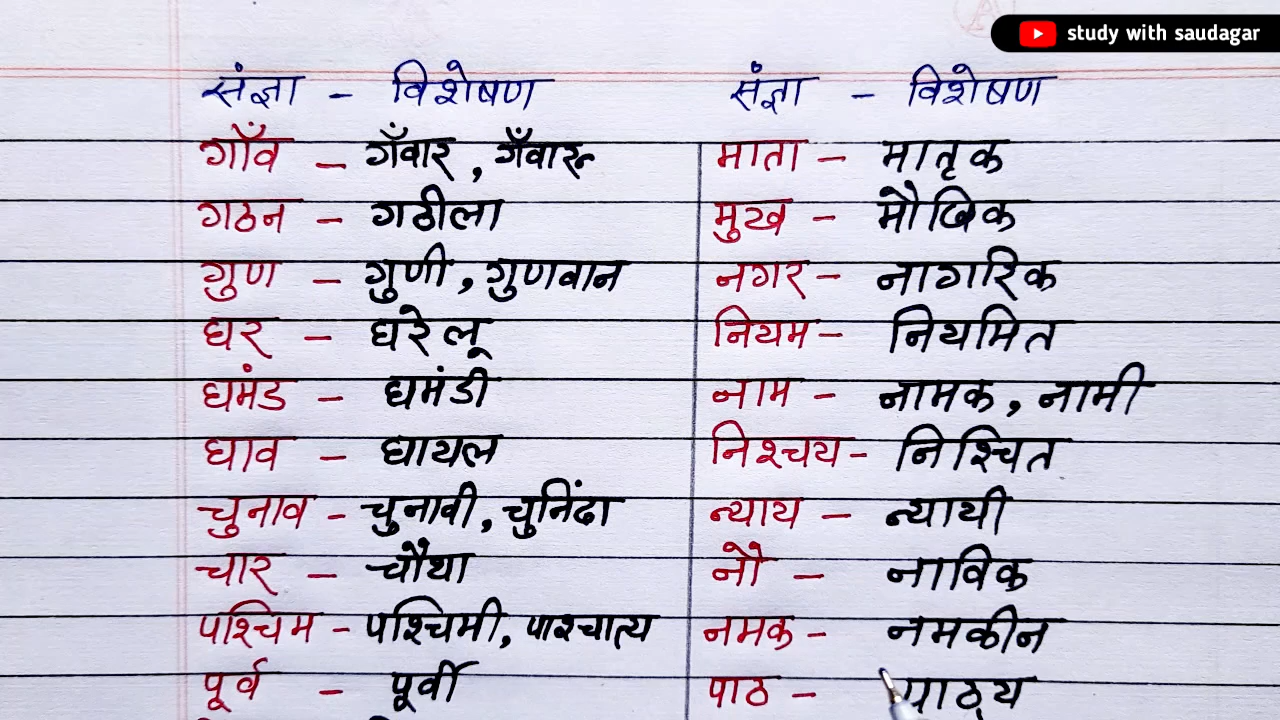 study with saudagar
संज्ञा - विशेषण संज्ञा - विशेषण
गाँव - गँवार, गँवारू माता - मातृक
गठन - गठीला मुख - मौखिक
गुण - गुणी, गुणवान नगर - नागरिक
घर - घरेलू नियम - नियमित
घमंड - घमंडी नाम - नामक, नामी
घाव - घायल निश्चय - निश्चित
चुनाव - चुनावी, चुनिंदा न्याय - न्यायी
चार - चौथा नौ - नाविक
पश्चिम - पश्चिमी, पाश्चात्य नमक - नमकीन
पूर्व - पूर्वी पाठ - पाठ्य